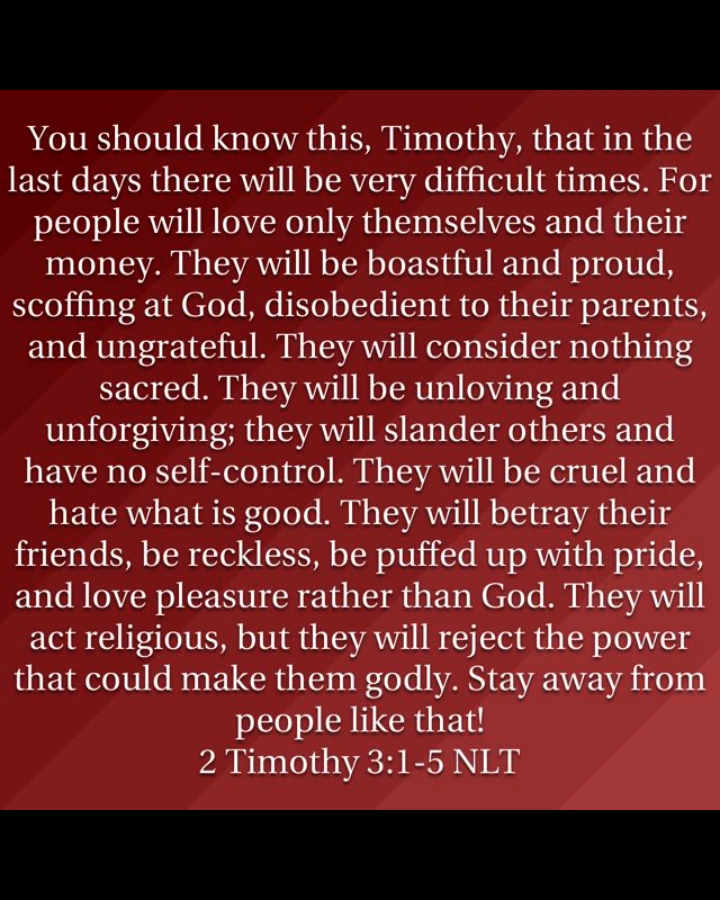 You should know this, Timothy, that in the
last days there will be very difficult times. For
people will love only themselves and their
money. They will be boastful and proud,
scoffing at God, disobedient to their parents,
and ungrateful. They will consider nothing
sacred. They will be unloving and
unforgiving; they will slander others and
have no self-control. They will be cruel and
hate what is good. They will betray their
friends, be reckless, be puffed up with pride,
and love pleasure rather than God. They will
act religious, but they will reject the power
that could make them godly. Stay away from
people like that!
2 Timothy 3:1-5 NLT